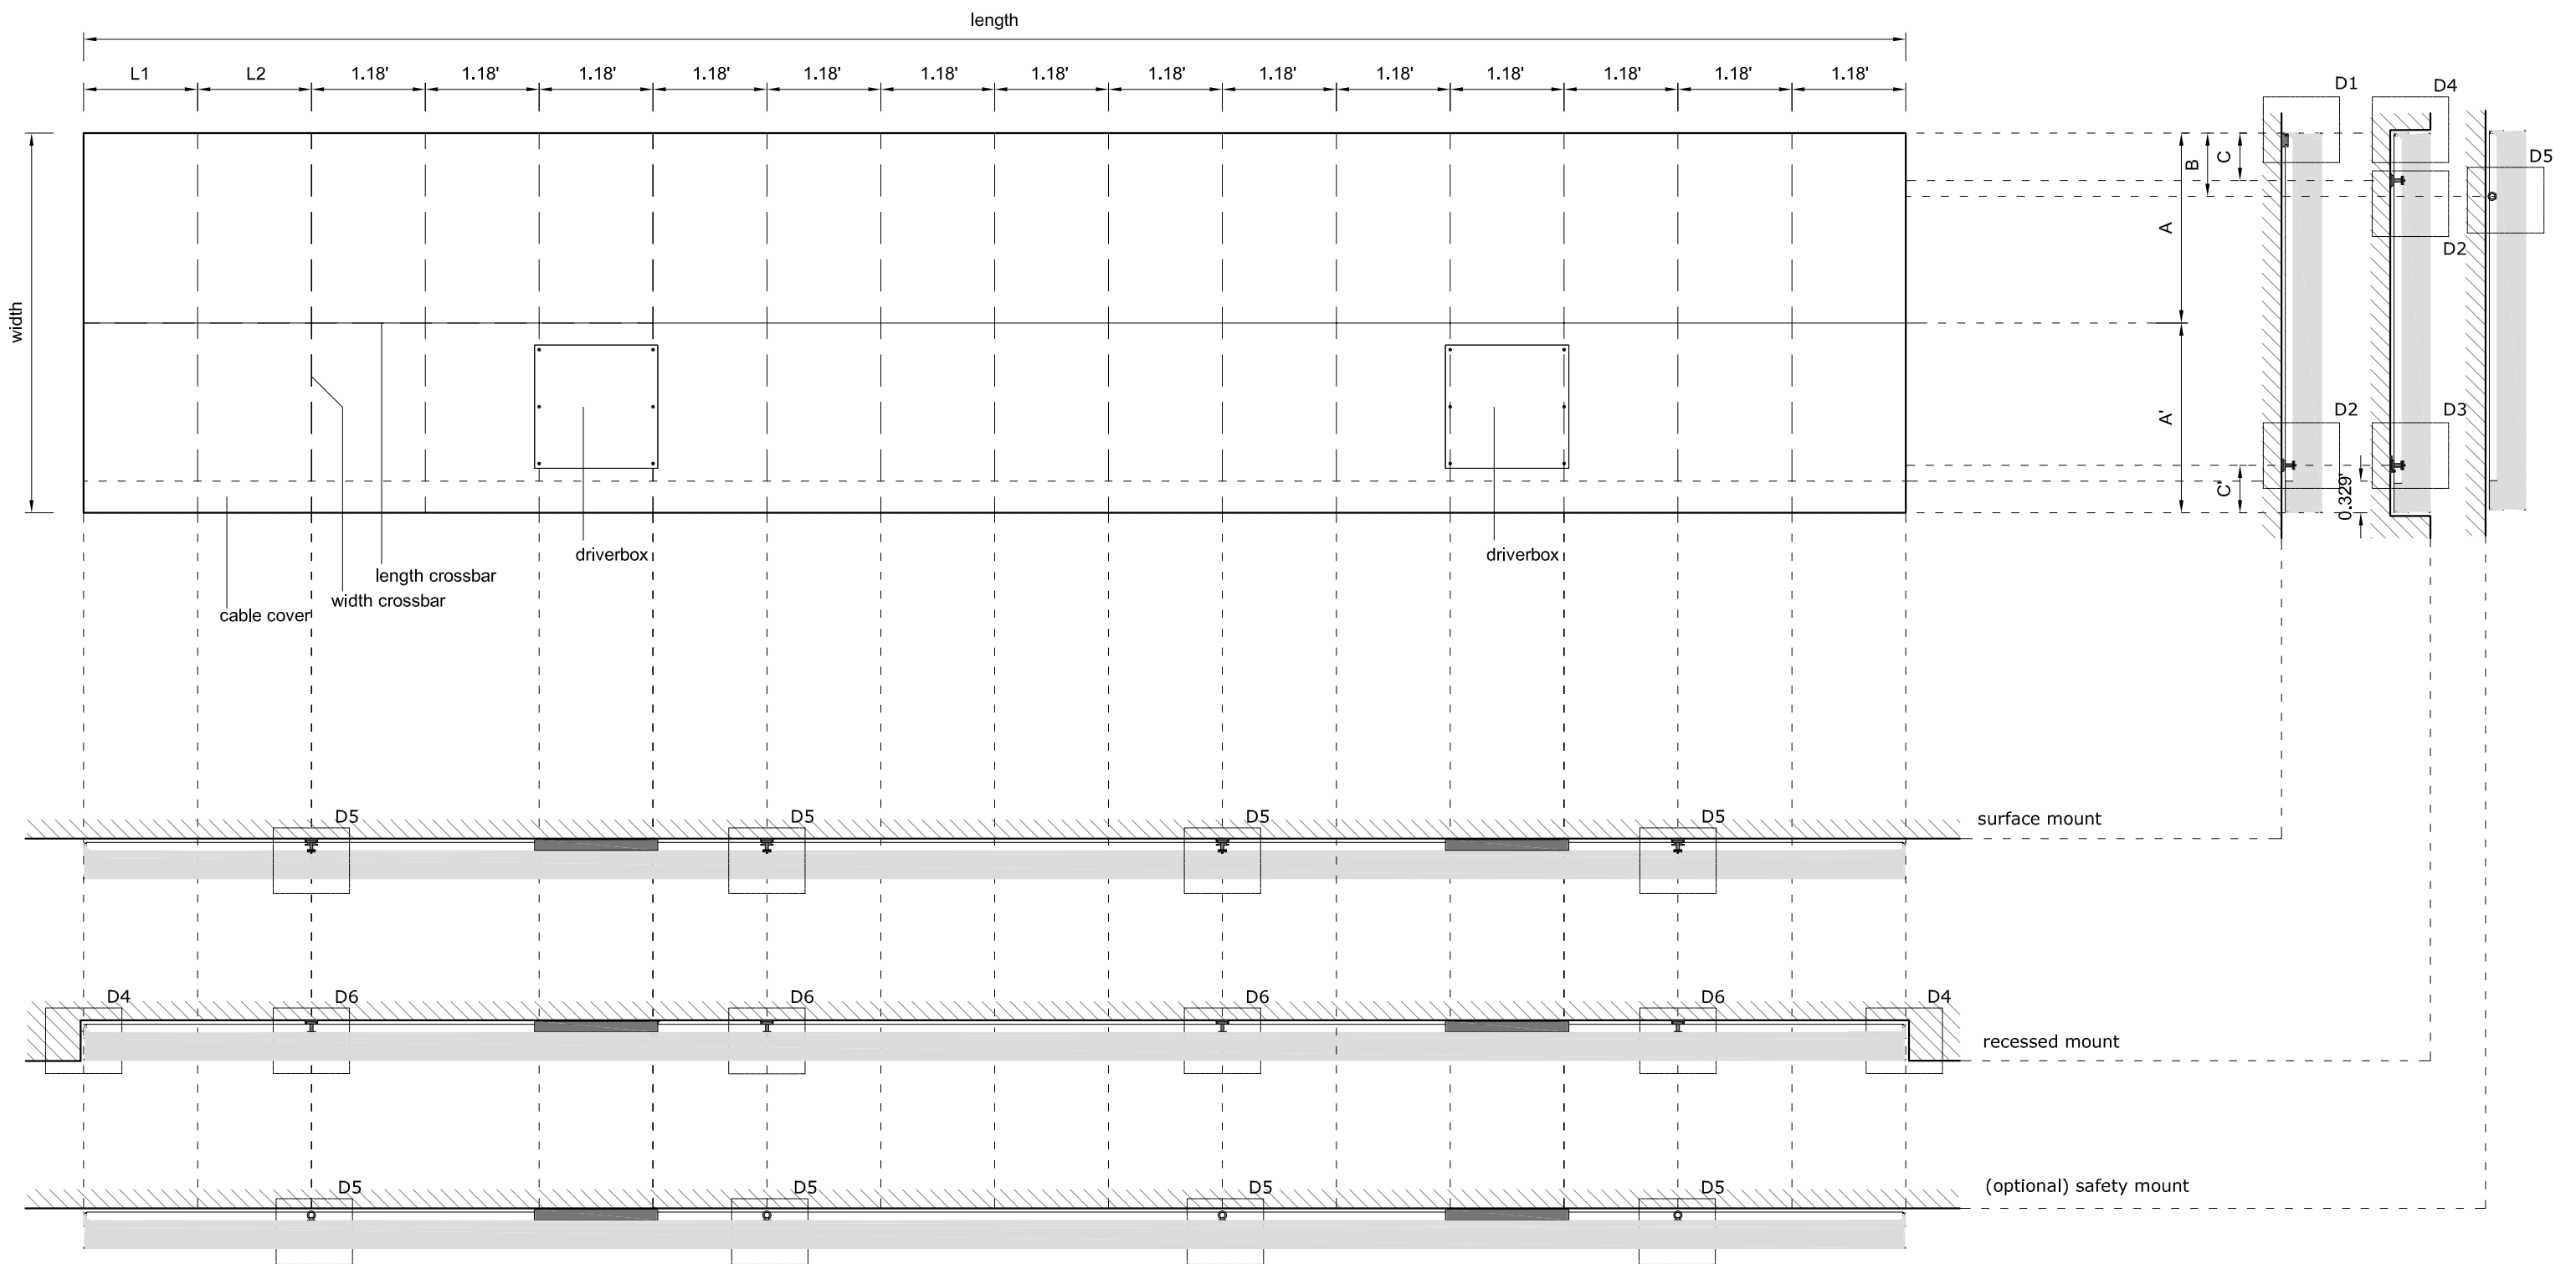 length
L1 L2 1.18' 1.18' 1.18' 1.18' 1.18' 1.18' 1.18' 1.18' 1.18' 1.18' 1.18' 1.18' 1.18' 1.18'
D1 D4
B C
D5
A
D2
width
A'
D2 D3
C'
0.329'
driverbox driverbox
length crossbar
width crossbar
cable cover
D5 D5 D5 D5 surface mount
D4 D6 D6 D6 D6 D4
recessed mount
D5 D5 D5 D5 (optional) safety mount